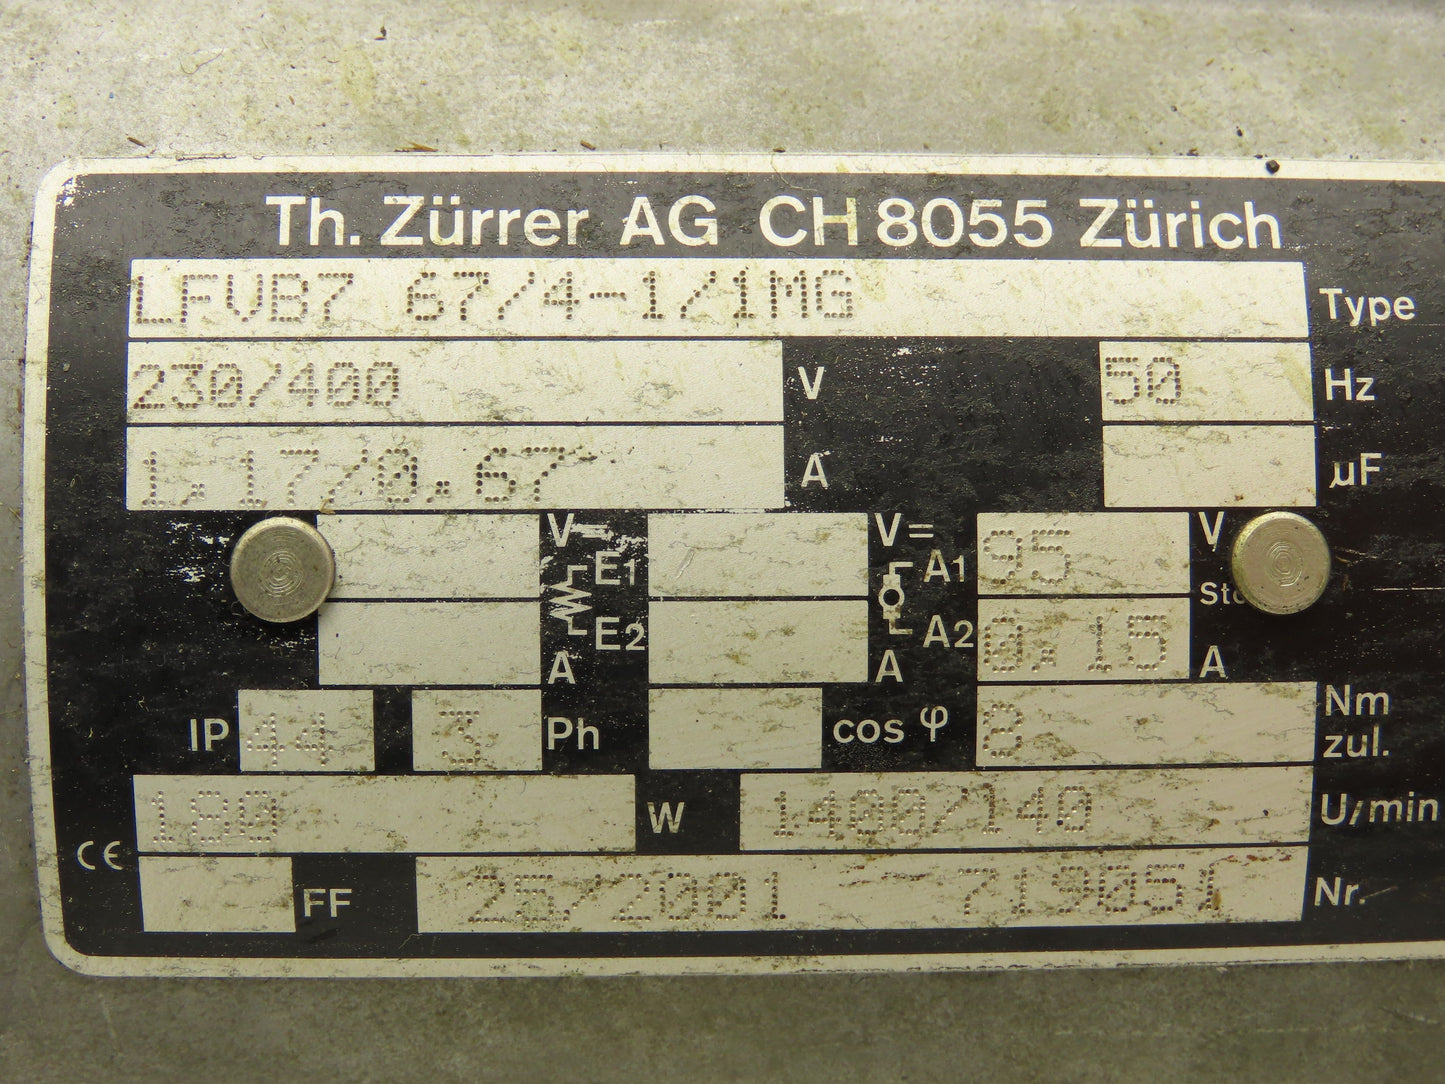 Th. Zürrer AG CH 8055 Zürich
LFVB7 67/4-1/1MG Type
230/400 V 50 Hz
1,17/0.67 A µF
V= E1 V= A1 95 V
E2 A A2 A 0.15 A
IP 44 3 Ph cos φ 8 Nm zul.
180 W 1400/140 U/min
CE FF 25/2001 719051 Nr.